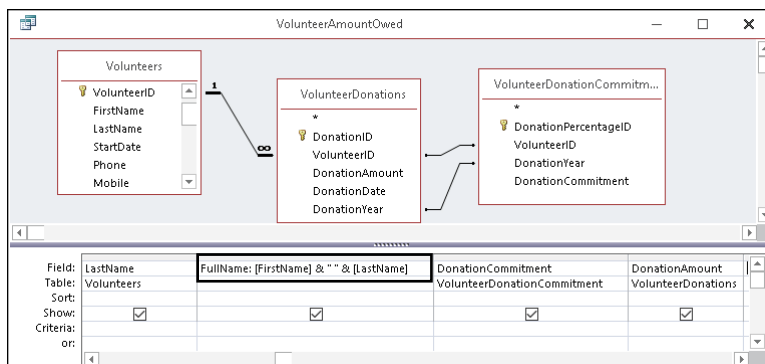 VolunteerAmountOwed
Volunteers
VolunteerID
FirstName
LastName
StartDate
Phone
Mobile
1
∞
VolunteerDonations
*
DonationID
VolunteerID
DonationAmount
DonationDate
DonationYear
VolunteerDonationCommitm...
*
DonationPercentageID
VolunteerID
DonationYear
DonationCommitment
Field: LastName FullName: [FirstName] & " " & [LastName] DonationCommitment DonationAmount
Table: Volunteers VolunteerDonationCommitment VolunteerDonations
Sort:
Show:
Criteria:
or: